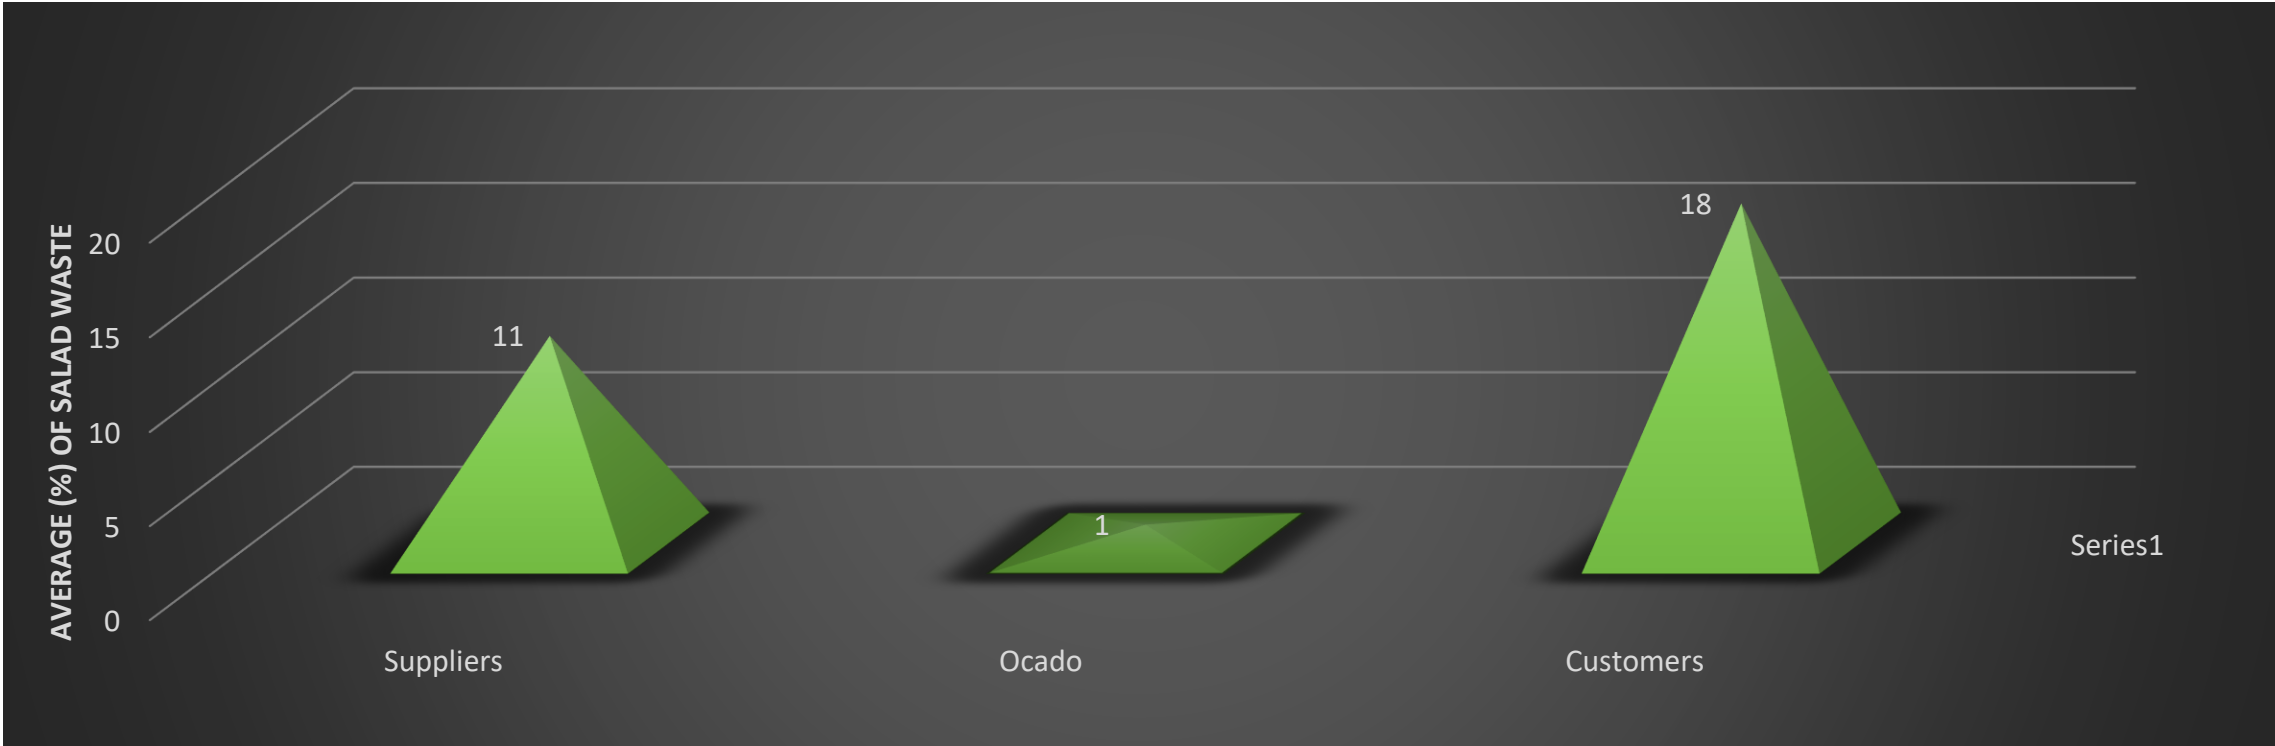 AVERAGE (%) OF SALAD WASTE
20
15
10
5
0
11
1
18
Suppliers
Ocado
Customers
Series1